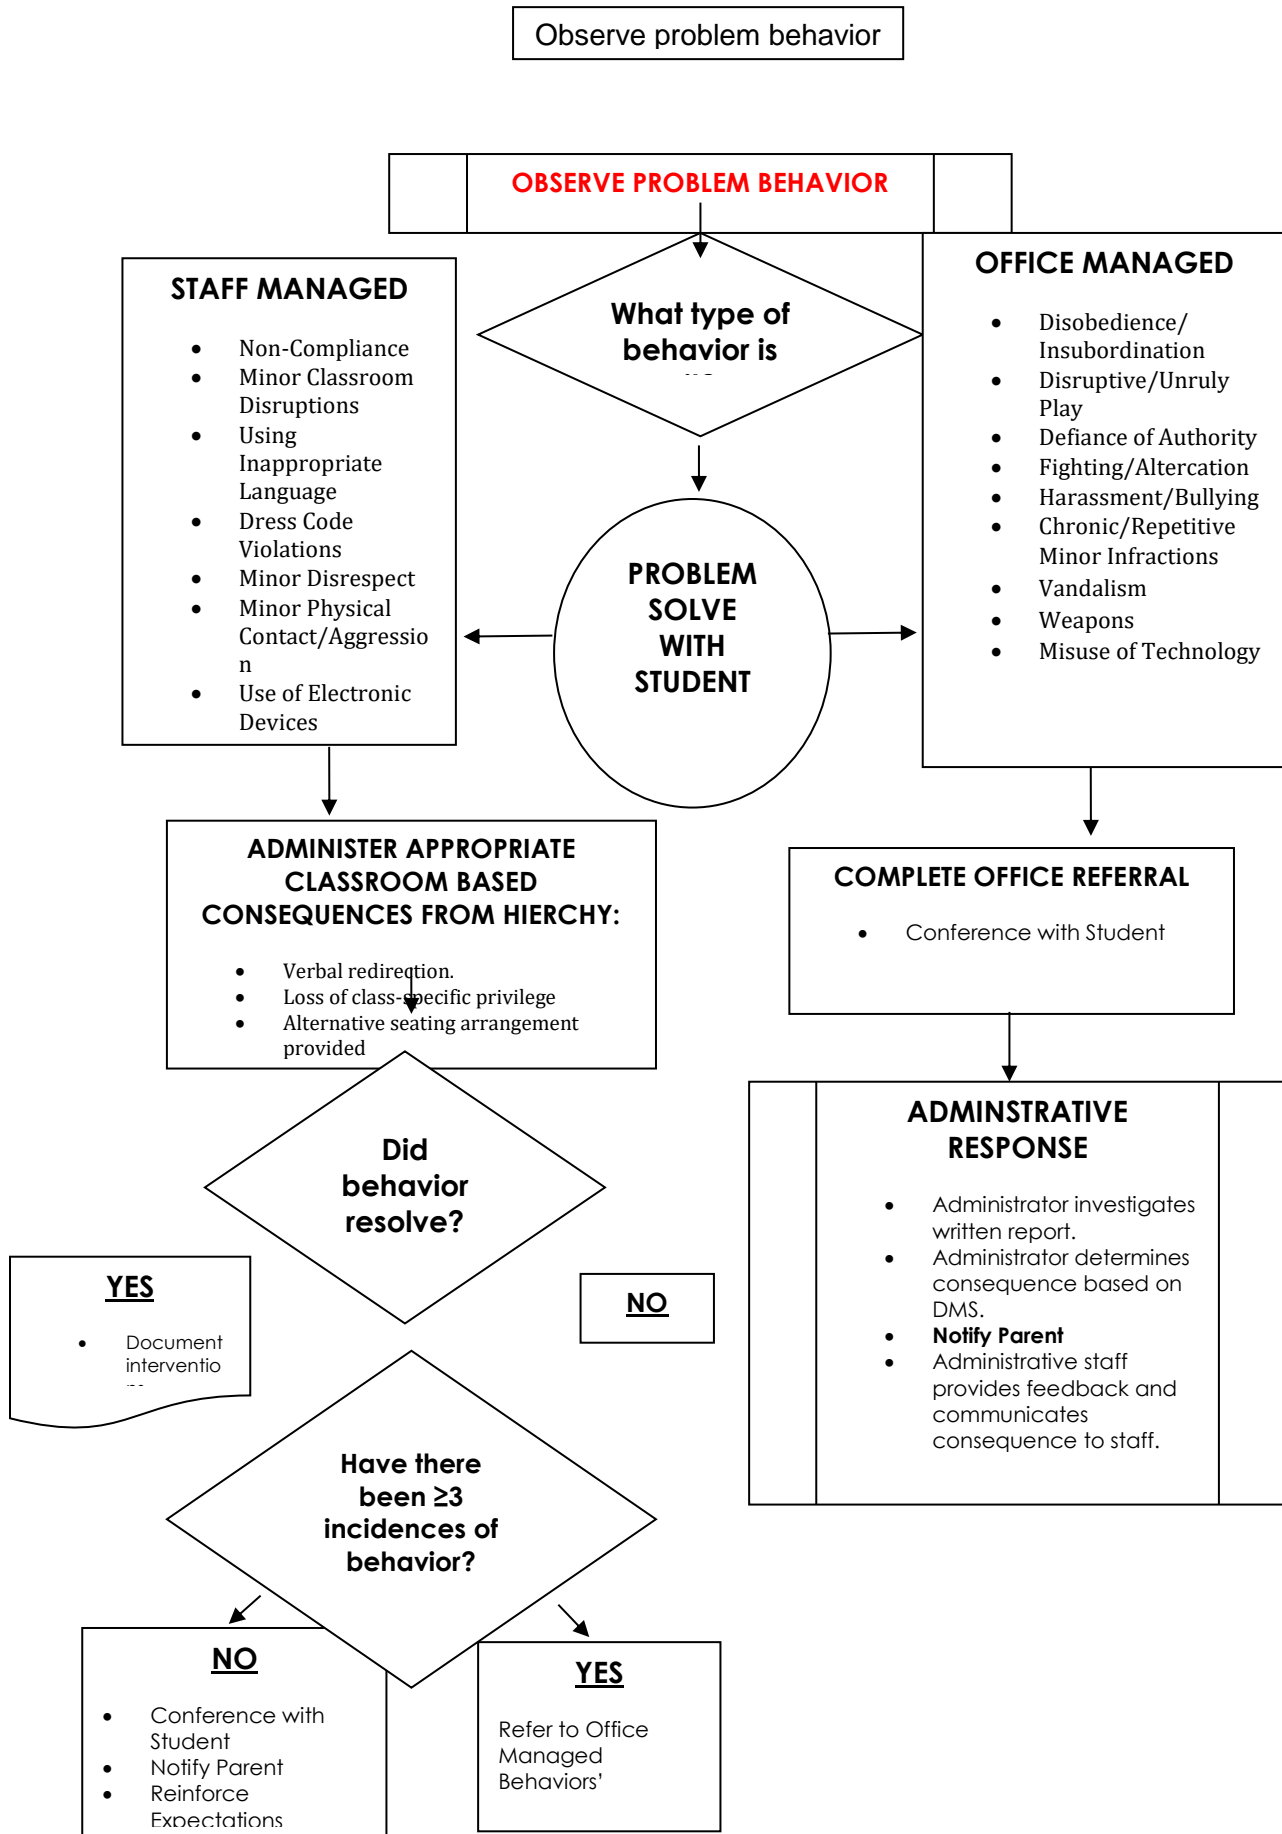 Observe problem behavior
OBSERVE PROBLEM BEHAVIOR
What type of
behavior is
STAFF MANAGED
• Non-Compliance
• Minor Classroom
Disruptions
• Using
Inappropriate
Language
• Dress Code
Violations
• Minor Disrespect
• Minor Physical
Contact/Aggressio
n
• Use of Electronic
Devices
PROBLEM
SOLVE
WITH
STUDENT
OFFICE MANAGED
• Disobedience/
Insubordination
• Disruptive/Unruly
Play
• Defiance of Authority
• Fighting/Altercation
• Harassment/Bullying
• Chronic/Repetitive
Minor Infractions
• Vandalism
• Weapons
• Misuse of Technology
ADMINISTER APPROPRIATE
CLASSROOM BASED
CONSEQUENCES FROM HIERCHY:
• Verbal redirection.
• Loss of class-specific privilege
• Alternative seating arrangement
provided
COMPLETE OFFICE REFERRAL
• Conference with Student
Did
behavior
resolve?
ADMINSTRATIVE
RESPONSE
• Administrator investigates
written report.
• Administrator determines
consequence based on
DMS.
• Notify Parent
• Administrative staff
provides feedback and
communicates
consequence to staff.
YES
• Document
interventio
NO
Have there
been ≥3
incidences of
behavior?
NO
• Conference with
Student
• Notify Parent
• Reinforce
Expectations
YES
Refer to Office
Managed
Behaviors’